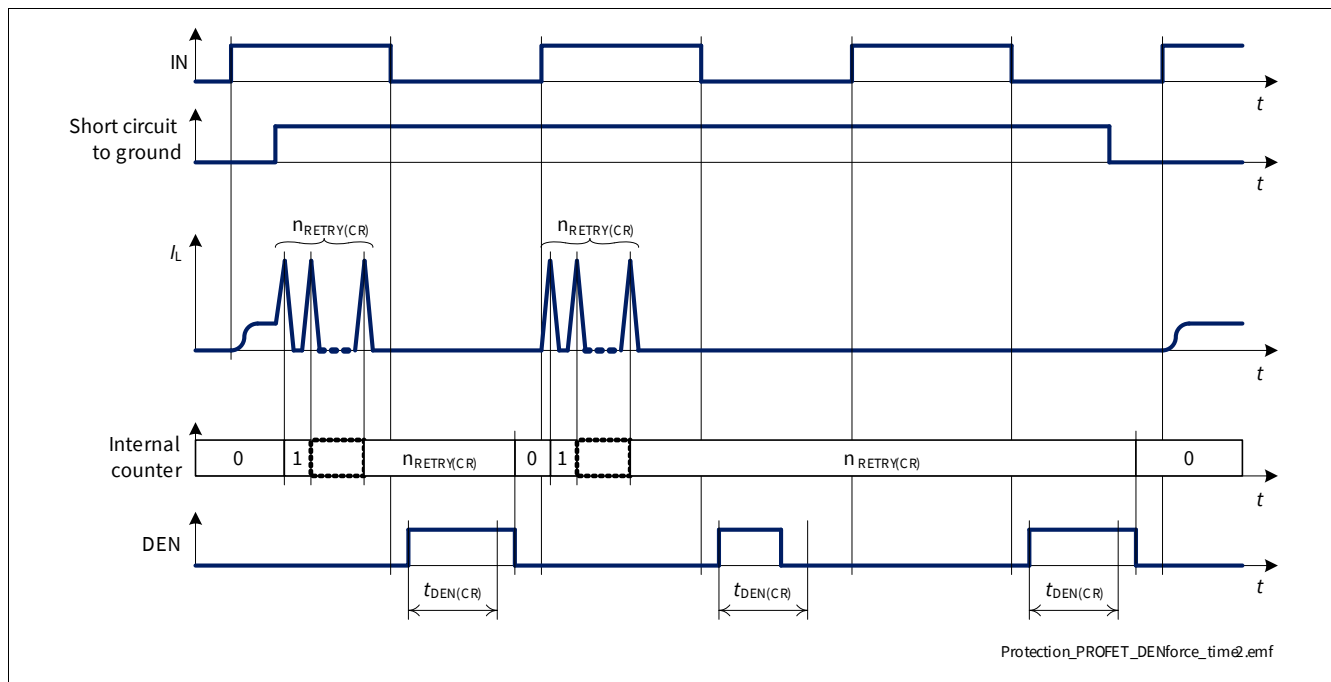 IN
t
Short circuit
to ground
t
nRETRY(CR) nRETRY(CR)
IL
t
Internal
counter
0 1 nRETRY(CR) 0 1 nRETRY(CR) 0
t
DEN
t
tDEN(CR) tDEN(CR) tDEN(CR)
Protection_PROFET_DENforce_time2.emf